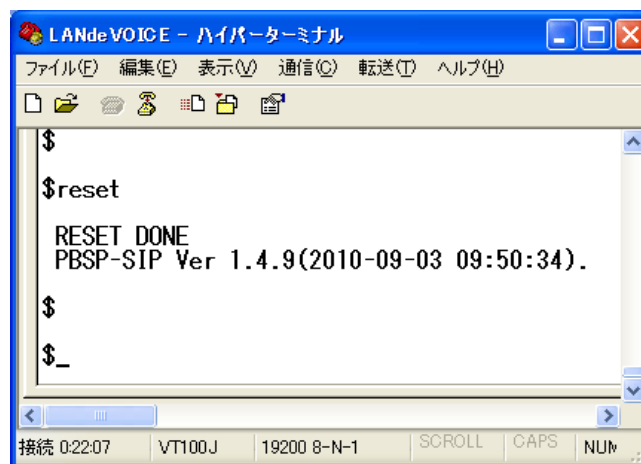 LANdeVOICE - ハイパーターミナル
ファイル(F) 編集(E) 表示(V) 通信(C) 転送(T) ヘルプ(H)
$
$reset
RESET DONE
PBSP-SIP Ver 1.4.9(2010-09-03 09:50:34).
$
$_
接続 0:22:07 VT100J 19200 8-N-1 SCROLL CAPS NUM